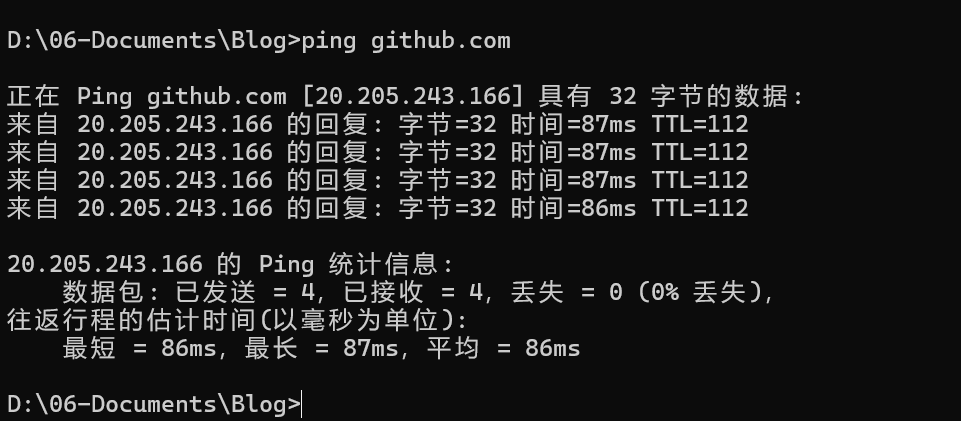 D:\06-Documents\Blog>ping github.com
正在 Ping github.com [20.205.243.166] 具有 32 字节的数据:
来自 20.205.243.166 的回复: 字节=32 时间=87ms TTL=112
来自 20.205.243.166 的回复: 字节=32 时间=87ms TTL=112
来自 20.205.243.166 的回复: 字节=32 时间=87ms TTL=112
来自 20.205.243.166 的回复: 字节=32 时间=86ms TTL=112
20.205.243.166 的 Ping 统计信息:
    数据包: 已发送 = 4，已接收 = 4，丢失 = 0 (0% 丢失)，
往返行程的估计时间(以毫秒为单位):
    最短 = 86ms，最长 = 87ms，平均 = 86ms
D:\06-Documents\Blog>